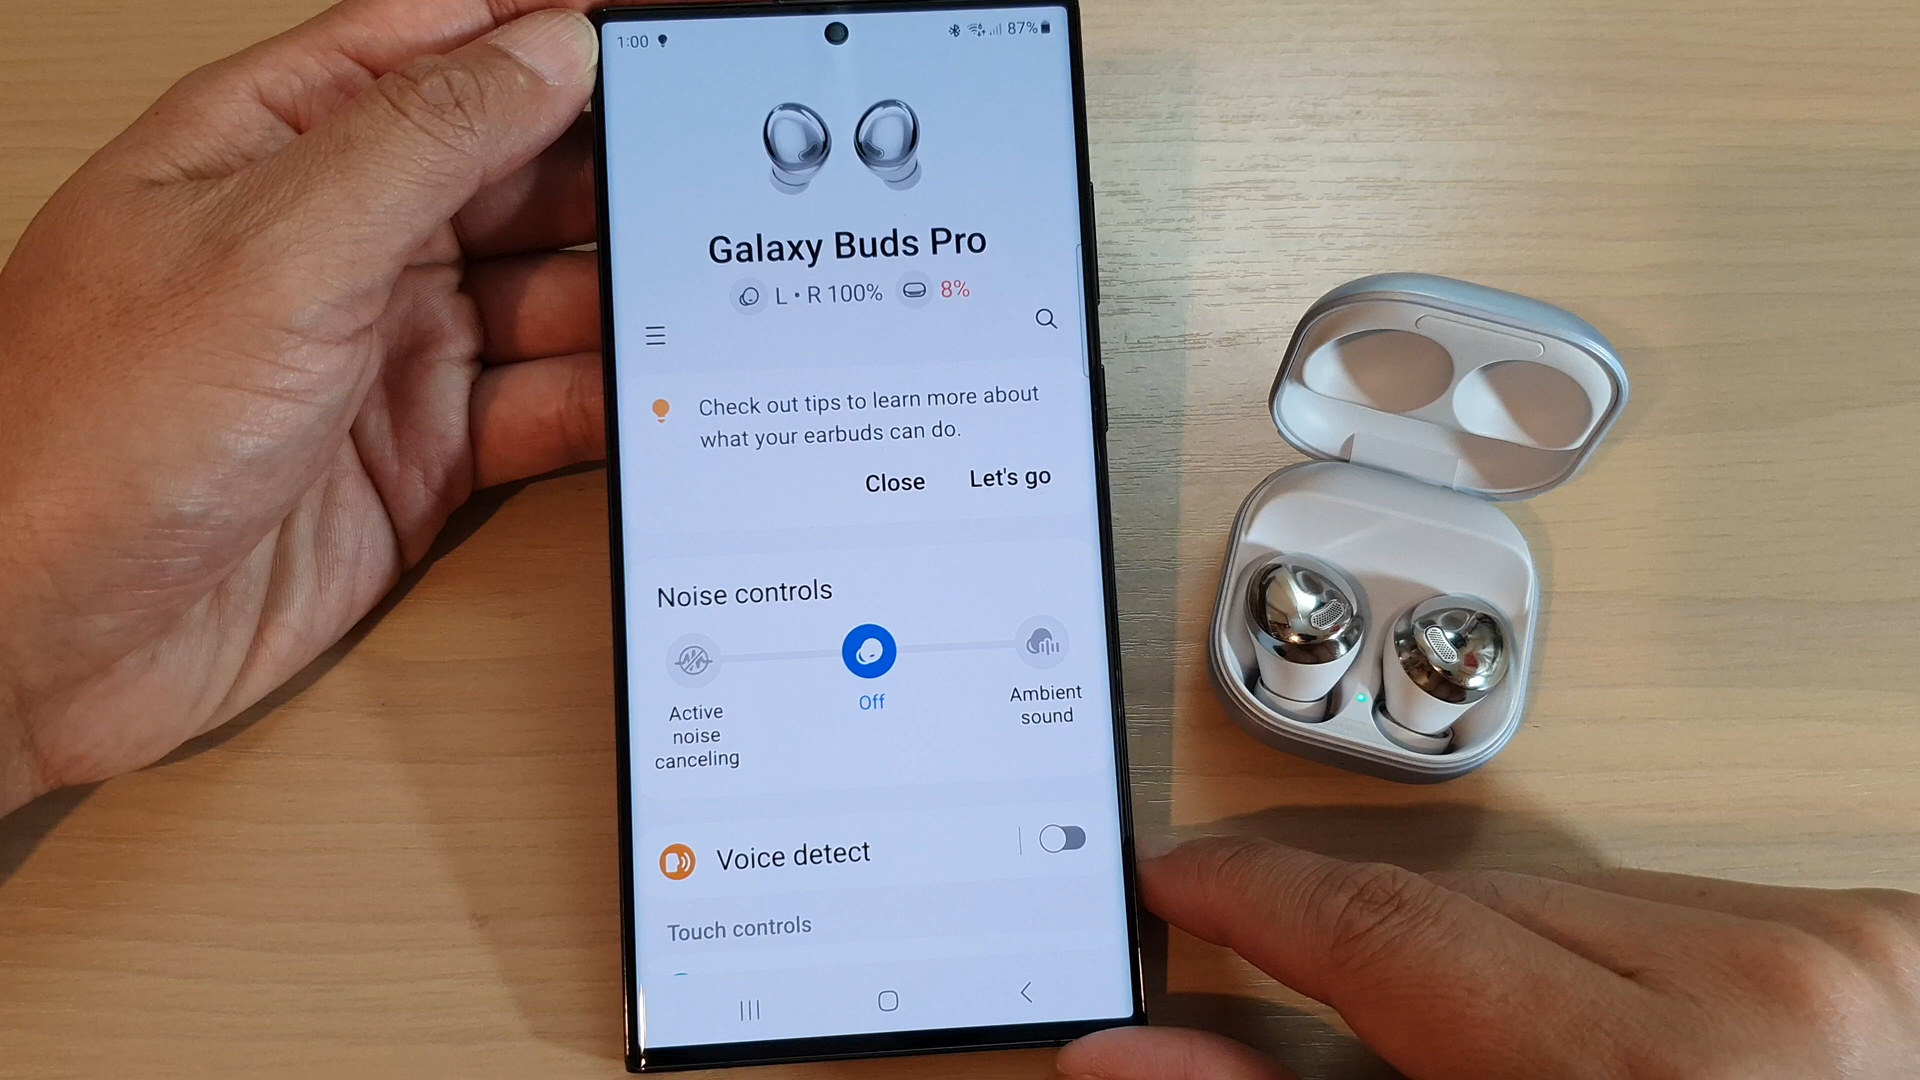 1:00 87%
Galaxy Buds Pro
L • R 100% 8%
Check out tips to learn more about
what your earbuds can do.
Close Let's go
Noise controls
Active
noise
canceling
Off
Ambient
sound
Voice detect
Touch controls